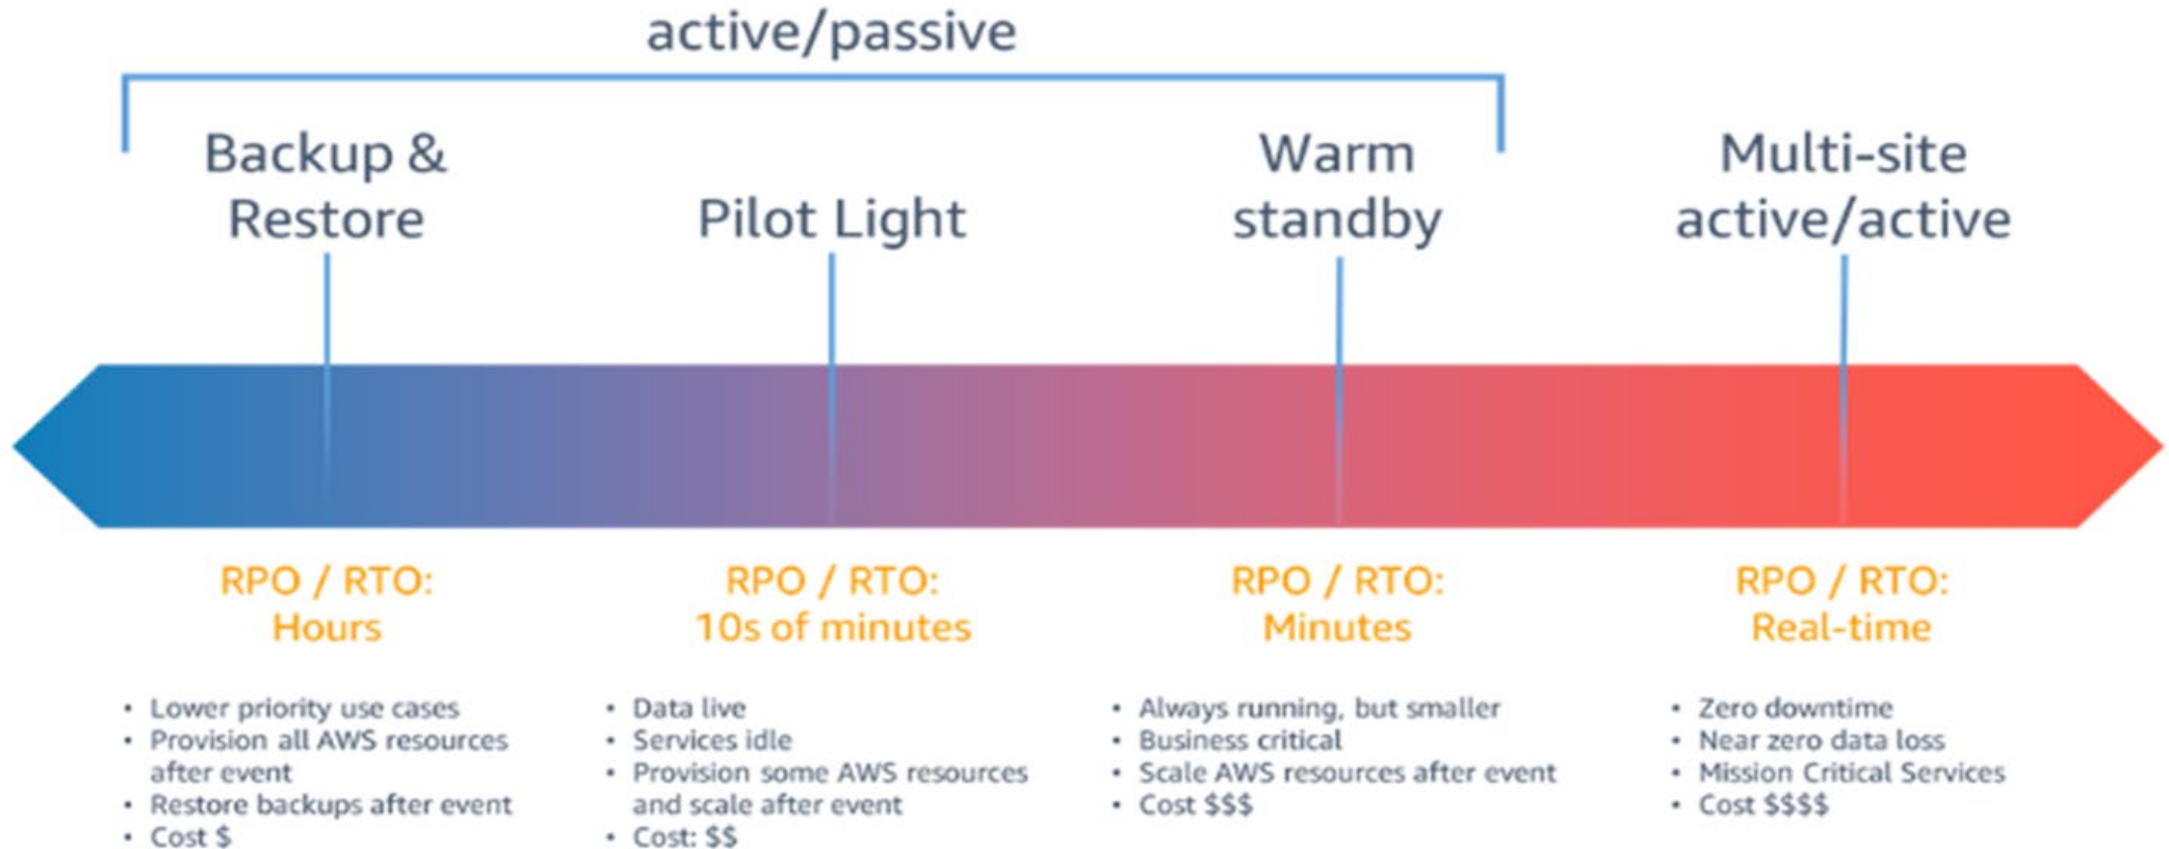 active/passive
Backup &
Restore
Pilot Light
Warm
standby
Multi-site
active/active
RPO / RTO:
Hours
RPO / RTO:
10s of minutes
RPO / RTO:
Minutes
RPO / RTO:
Real-time
• Lower priority use cases
• Provision all AWS resources
after event
• Restore backups after event
• Cost $
• Data live
• Services idle
• Provision some AWS resources
and scale after event
• Cost: $$
• Always running, but smaller
• Business critical
• Scale AWS resources after event
• Cost $$$
• Zero downtime
• Near zero data loss
• Mission Critical Services
• Cost $$$$